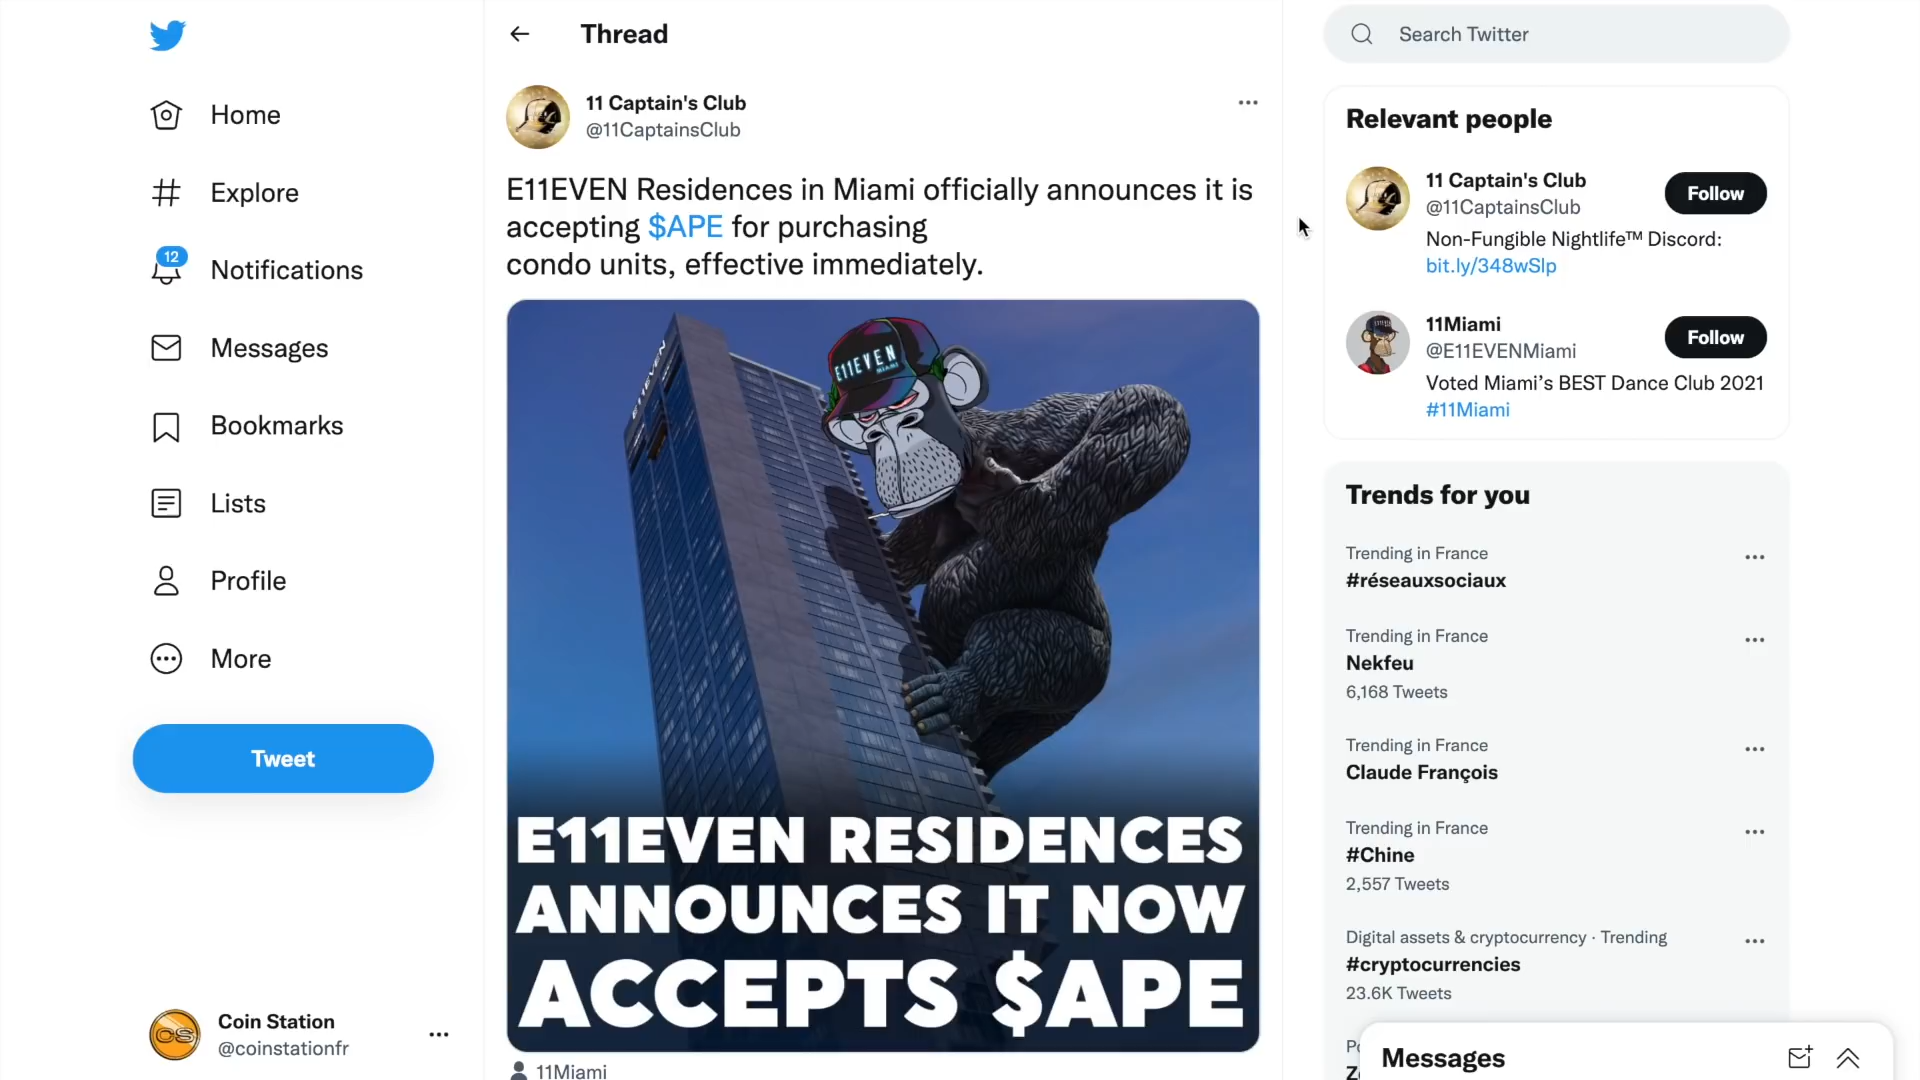 Home
Explore
12
Notifications
Messages
Bookmarks
Lists
Profile
More
Tweet
CS
Coin Station
@coinstationfr
Thread
11 Captain's Club
@11CaptainsClub
E11EVEN Residences in Miami officially announces it is
accepting $APE for purchasing
condo units, effective immediately.
E11EVEN
E11EVEN
MIAMI
E11EVEN RESIDENCES
ANNOUNCES IT NOW
ACCEPTS $APE
11Miami
Search Twitter
Relevant people
11 Captain's Club
Follow
@11CaptainsClub
Non-Fungible Nightlife™ Discord:
bit.ly/348wSlp
11Miami
Follow
@E11EVENMiami
Voted Miami’s BEST Dance Club 2021
#11Miami
Trends for you
Trending in France
#réseauxsociaux
Trending in France
Nekfeu
6,168 Tweets
Trending in France
Claude François
Trending in France
#Chine
2,557 Tweets
Digital assets & cryptocurrency · Trending
#cryptocurrencies
23.6K Tweets
Messages